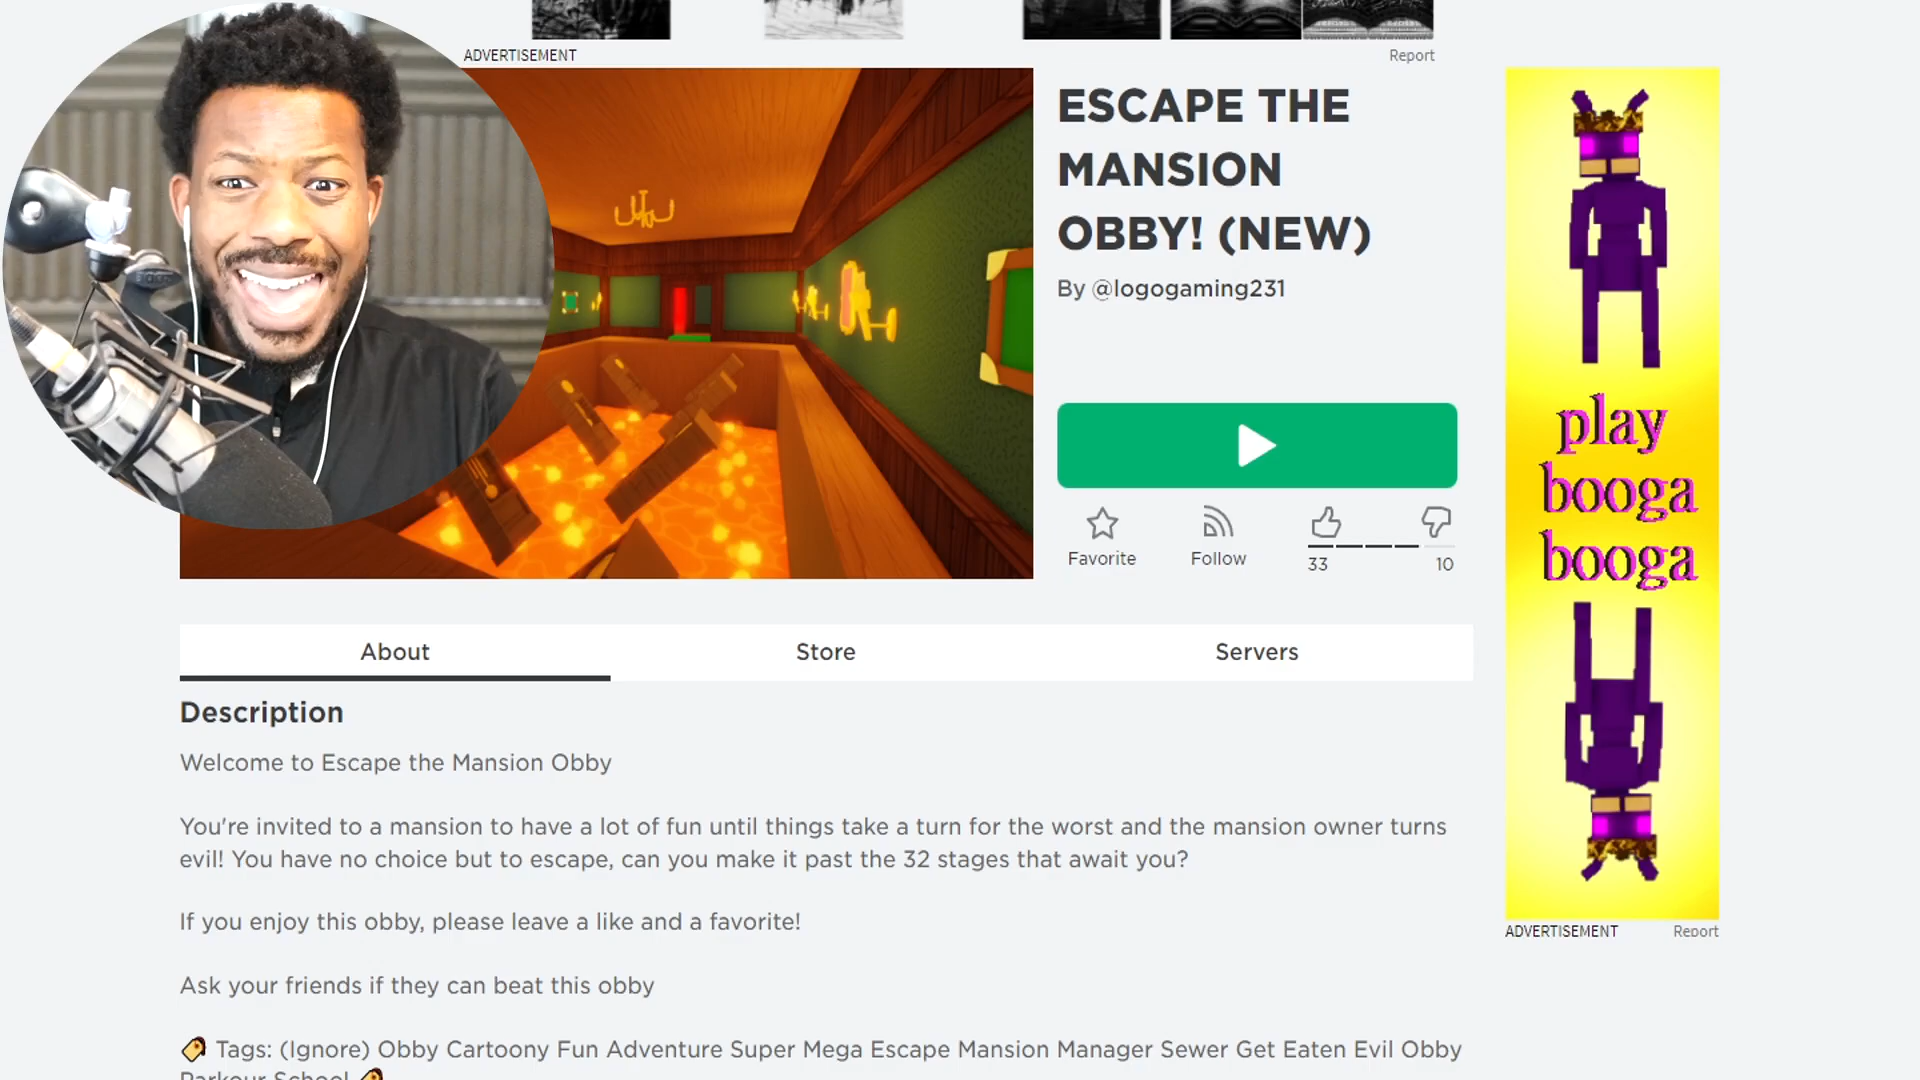 ADVERTISEMENT
Report
ESCAPE THE
MANSION
OBBY! (NEW)
By @logogaming231
Favorite
Follow
33
10
play
booga
booga
ADVERTISEMENT
Report
About
Store
Servers
Description
Welcome to Escape the Mansion Obby
You're invited to a mansion to have a lot of fun until things take a turn for the worst and the mansion owner turns
evil! You have no choice but to escape, can you make it past the 32 stages that await you?
If you enjoy this obby, please leave a like and a favorite!
Ask your friends if they can beat this obby
Tags: (Ignore) Obby Cartoony Fun Adventure Super Mega Escape Mansion Manager Sewer Get Eaten Evil Obby
Parkour School